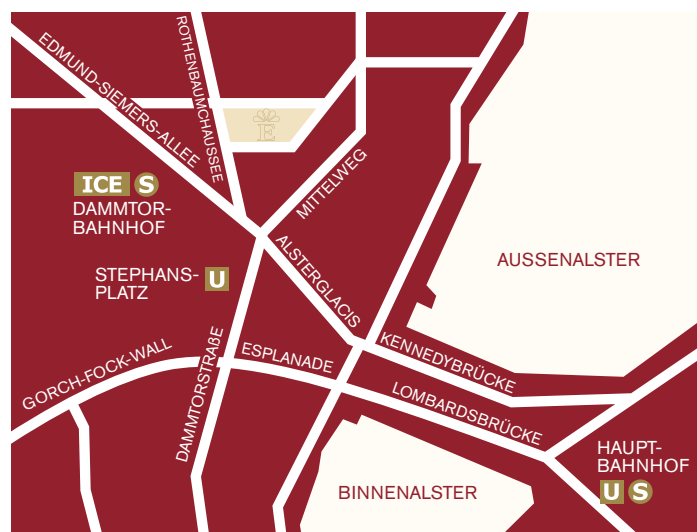 EDMUND-SIEMERS-ALLEE
ROTHENBAUMCHAUSSEE
E
MITTELWEG
ICE S
DAMMTOR-
BAHNHOF
ALSTERGLACIS
AUSSENALSTER
STEPHANS-
PLATZ
U
GORCH-FOCK-WALL
DAMMTORSTRAßE
ESPLANADE
KENNEDYBRÜCKE
LOMBARDSBRÜCKE
HAUPT-
BAHNHOF
U S
BINNENALSTER